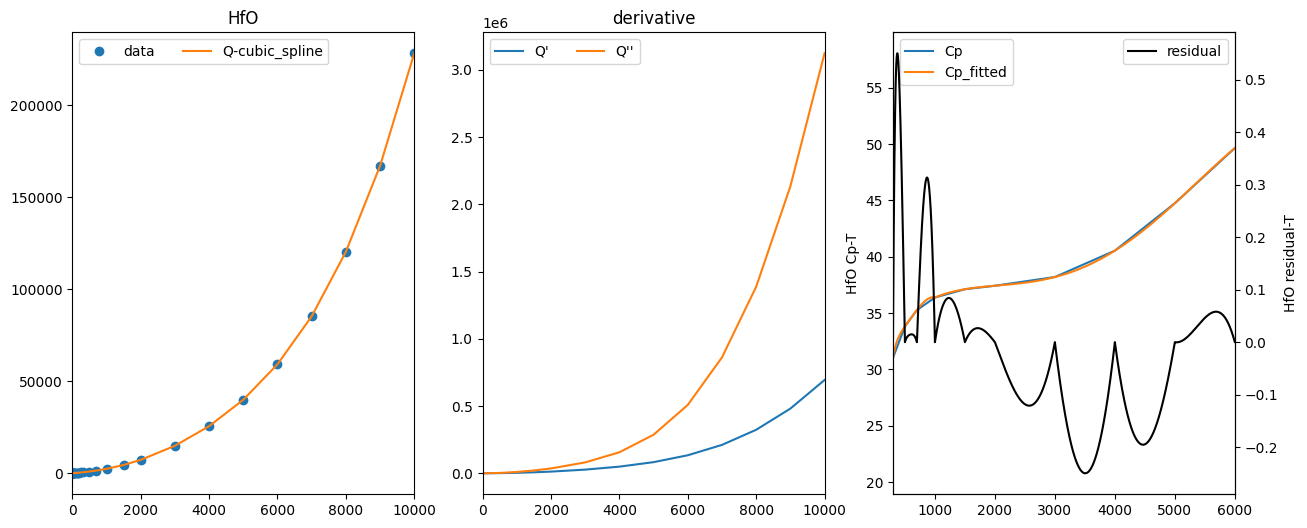 HfO
data
Q-cubic_spline
200000
150000
100000
50000
0
0 2000 4000 6000 8000 10000
derivative
1e6
Q'
Q''
3.0
2.5
2.0
1.5
1.0
0.5
0.0
0 2000 4000 6000 8000 10000
Cp
Cp_fitted
residual
HfO Cp-T
55
50
45
40
35
30
25
20
1000 2000 3000 4000 5000 6000
0.5
0.4
0.3
0.2
0.1
0.0
−0.1
−0.2
HfO residual-T